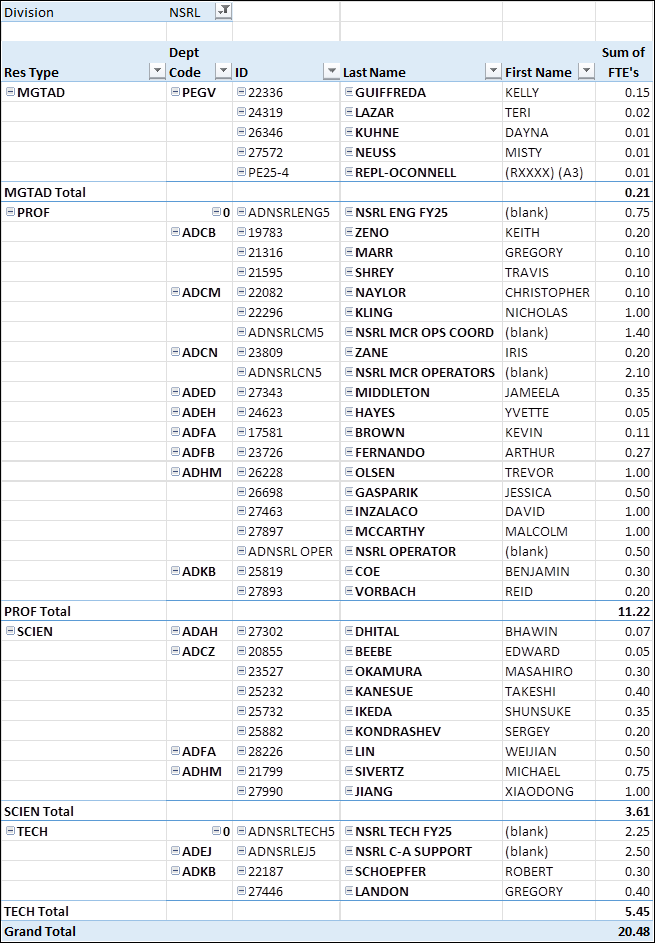 Division NSRL
Dept Sum of
Res Type Code ID Last Name First Name FTE's
MGTAD PEGV 22336 GUIFFREDA KELLY 0.15
24319 LAZAR TERI 0.02
26346 KUHNE DAYNA 0.01
27572 NEUSS MISTY 0.01
PE25-4 REPL-OCONNELL (RXXXX) (A3) 0.01
MGTAD Total 0.21
PROF 0 ADNSRLENG5 NSRL ENG FY25 (blank) 0.75
ADCB 19783 ZENO KEITH 0.20
21316 MARR GREGORY 0.10
21595 SHREY TRAVIS 0.10
ADCM 22082 NAYLOR CHRISTOPHER 0.10
22296 KLING NICHOLAS 1.00
ADNSRLCM5 NSRL MCR OPS COORD (blank) 1.40
ADCN 23809 ZANE IRIS 0.20
ADNSRLCN5 NSRL MCR OPERATORS (blank) 2.10
ADED 27343 MIDDLETON JAMEELA 0.35
ADEH 24623 HAYES YVETTE 0.05
ADFA 17581 BROWN KEVIN 0.11
ADFB 23726 FERNANDO ARTHUR 0.27
ADHM 26228 OLSEN TREVOR 1.00
26698 GASPARIK JESSICA 0.50
27463 INZALACO DAVID 1.00
27897 MCCARTHY MALCOLM 1.00
ADNSRL OPER NSRL OPERATOR (blank) 0.50
ADKB 25819 COE BENJAMIN 0.30
27893 VORBACH REID 0.20
PROF Total 11.22
SCIEN ADAH 27302 DHITAL BHAWIN 0.07
ADCZ 20855 BEEBE EDWARD 0.05
23527 OKAMURA MASAHIRO 0.30
25232 KANESUE TAKESHI 0.40
25732 IKEDA SHUNSUKE 0.35
25882 KONDRASHEV SERGEY 0.20
ADFA 28226 LIN WEIJIAN 0.50
ADHM 21799 SIVERTZ MICHAEL 0.75
27990 JIANG XIAODONG 1.00
SCIEN Total 3.61
TECH 0 ADNSRLTECH5 NSRL TECH FY25 (blank) 2.25
ADEJ ADNSRLEJ5 NSRL C-A SUPPORT (blank) 2.50
ADKB 22187 SCHOEPFER ROBERT 0.30
27446 LANDON GREGORY 0.40
TECH Total 5.45
Grand Total 20.48